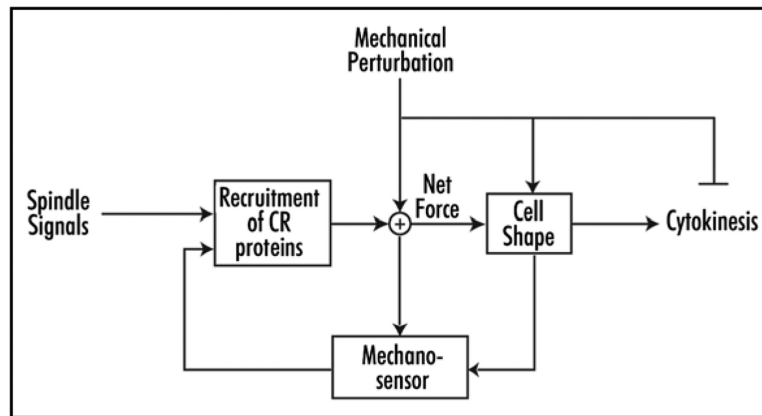 Mechanical
Perturbation
Spindle
Signals
Recruitment
of CR
proteins
+
Net
Force
Cell
Shape
Cytokinesis
Mechano-
sensor